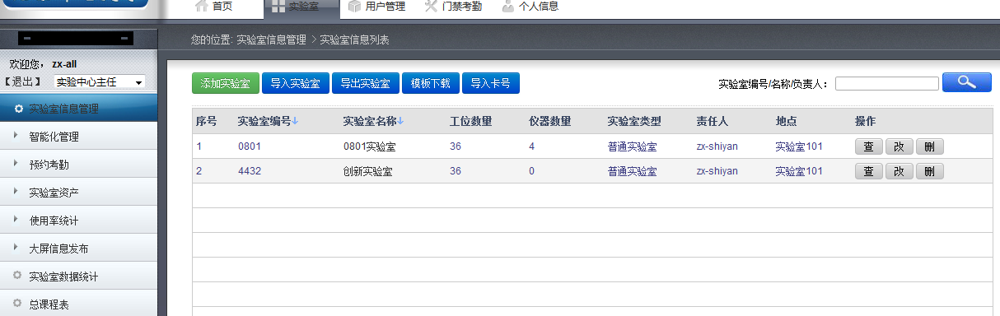 首页 实验室 用户管理 门禁考勤 个人信息
您的位置: 实验室信息管理 > 实验室信息列表
欢迎您， zx-all
【退出】 实验中心主任
实验室信息管理
智能化管理
预约考勤
实验室资产
使用率统计
大屏信息发布
实验室数据统计
总课程表
添加实验室 导入实验室 导出实验室 模板下载 导入卡号 实验室编号/名称/负责人：
序号 实验室编号↓ 实验室名称↓ 工位数量 仪器数量 实验室类型 责任人 地点 操作
1 0801 0801实验室 36 4 普通实验室 zx-shiyan 实验室101 查 改 删
2 4432 创新实验室 36 0 普通实验室 zx-shiyan 实验室101 查 改 删